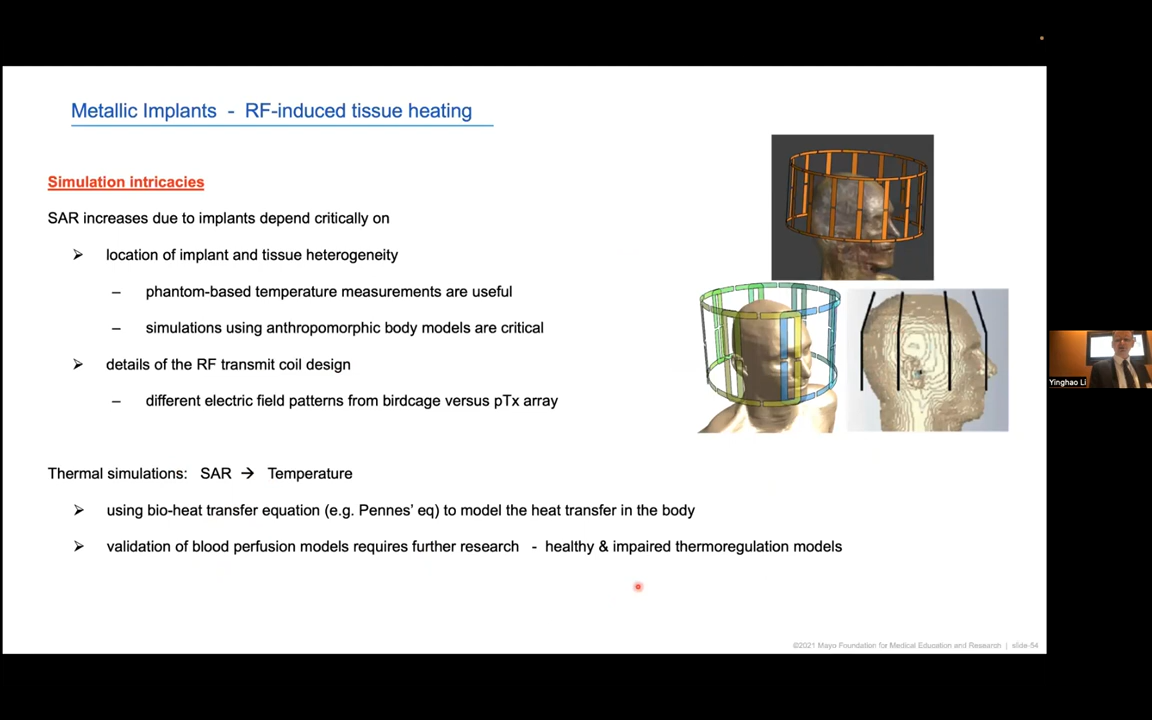 Metallic Implants - RF-induced tissue heating
Simulation intricacies
SAR increases due to implants depend critically on
➢ location of implant and tissue heterogeneity
– phantom-based temperature measurements are useful
– simulations using anthropomorphic body models are critical
➢ details of the RF transmit coil design
– different electric field patterns from birdcage versus pTx array
Thermal simulations: SAR → Temperature
➢ using bio-heat transfer equation (e.g. Pennes' eq) to model the heat transfer in the body
➢ validation of blood perfusion models requires further research - healthy & impaired thermoregulation models
©2021 Mayo Foundation for Medical Education and Research | slide-54
Yinghao Li